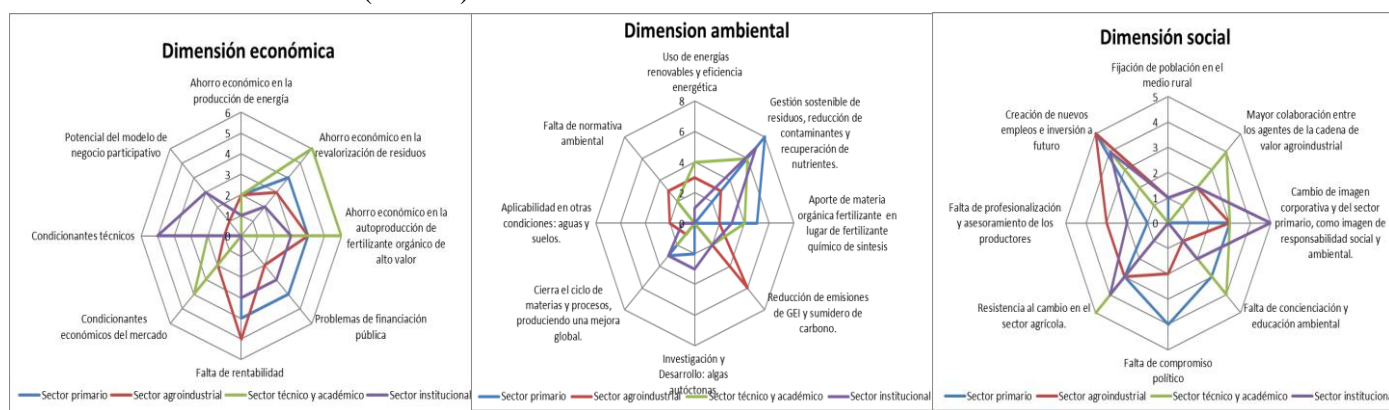 Dimensión económica
Ahorro económico en la
producción de energía
Ahorro económico en la
revalorización de residuos
Ahorro económico en la
autoproducción de
fertilizante orgánico de
alto valor
Problemas de financiación
pública
Falta de rentabilidad
Condicionantes
económicos del mercado
Condicionantes técnicos
Potencial del modelo de
negocio participativo
6
5
4
3
2
1
0
Sector primario Sector agroindustrial Sector técnico y académico Sector institucional
Dimension ambiental
Uso de energías
renovables y eficiencia
energética
Gestión sostenible de
residuos, reducción de
contaminantes y
recuperación de
nutrientes.
Aporte de materia
orgánica fertilizante en
lugar de fertilizante
químico de sintesis
Reducción de emisiones
de GEI y sumidero de
carbono.
Investigación y
Desarrollo: algas
autóctonas
Cierra el ciclo de
materias y procesos,
produciendo una mejora
global.
Aplicabilidad en otras
condiciones: aguas y
suelos.
Falta de normativa
ambiental
8
6
4
2
0
Sector primario Sector agroindustrial Sector técnico y académico Sector institucional
Dimensión social
Fijación de población en el
medio rural
Mayor colaboración entre
los agentes de la cadena de
valor agroindustrial
Cambio de imagen
corporativa y del sector
primario, como imagen de
responsabilidad social y
ambiental.
Falta de concienciación y
educación ambiental
Falta de compromiso
político
Resistencia al cambio en el
sector agrícola.
Falta de profesionalización
y asesoramiento de los
productores
Creación de nuevos
empleos e inversión a
futuro
5
4
3
2
1
0
Sector primario Sector agroindustrial Sector técnico y académico Sector institucional